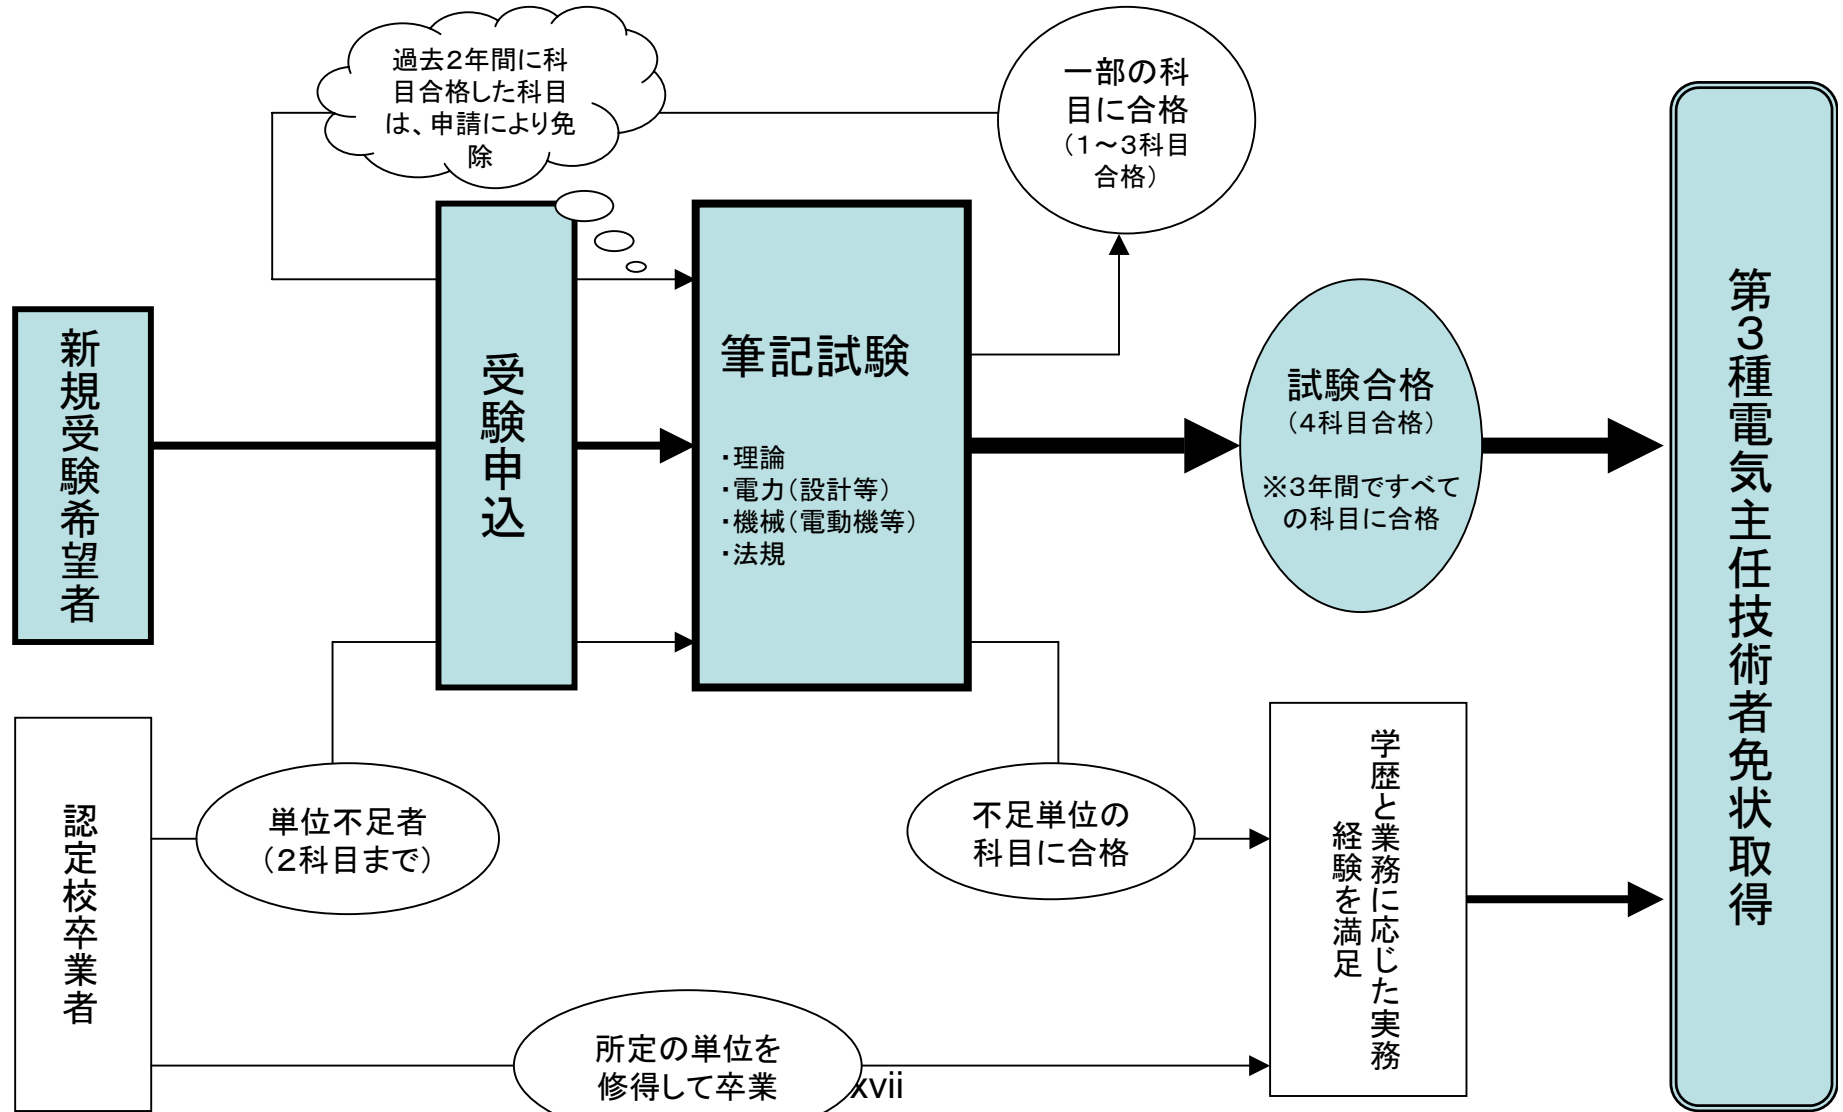 過去2年間に科
目合格した科目
は、申請により免
除
一部の科
目に合格
（1～3科目
合格）
新規受験希望者
受験申込
筆記試験
・理論
・電力（設計等）
・機械（電動機等）
・法規
試験合格
（4科目合格）
※3年間ですべて
の科目に合格
第3種電気主任技術者免状取得
認定校卒業者
単位不足者
（2科目まで）
不足単位の
科目に合格
学歴と業務に応じた実務
経験を満足
所定の単位を
修得して卒業
xvii